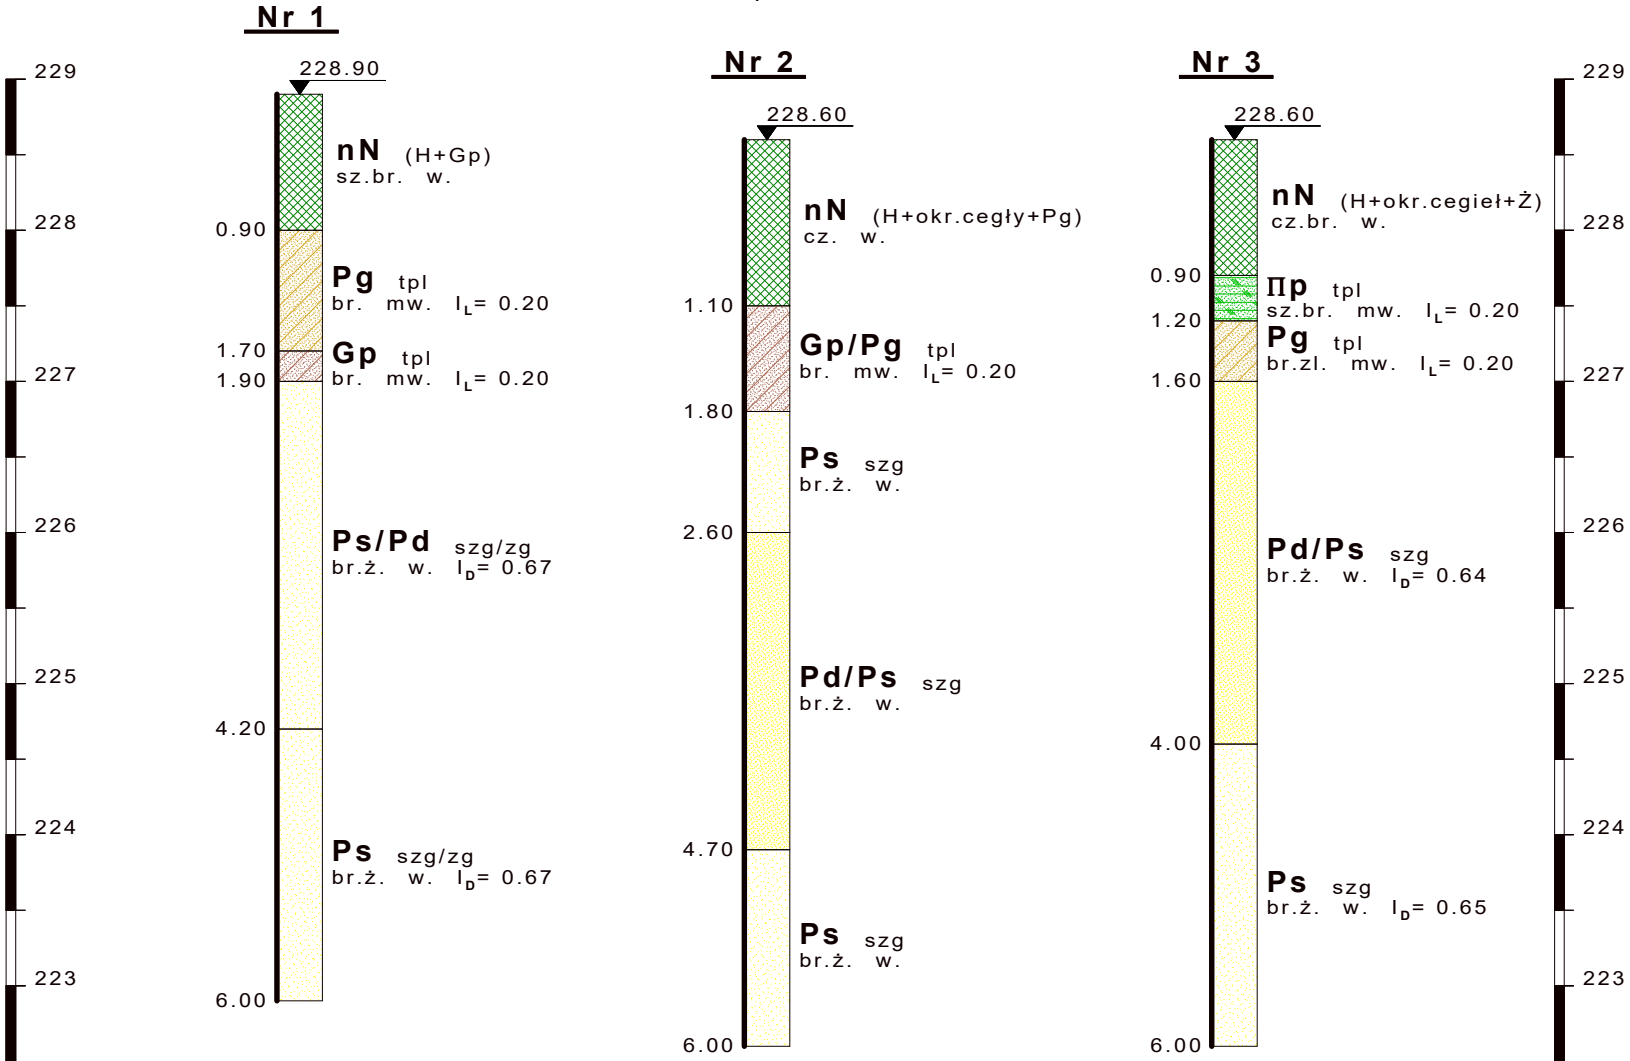 Nr 1
228.90
nN (H+Gp)
sz.br. w.
0.90
Pg tpl
br. mw. IL= 0.20
1.70
Gp tpl
br. mw. IL= 0.20
1.90
Ps/Pd szg/zg
br.ż. w. ID= 0.67
4.20
Ps szg/zg
br.ż. w. ID= 0.67
6.00
Nr 2
228.60
nN (H+okr.cegły+Pg)
cz. w.
1.10
Gp/Pg tpl
br. mw. IL= 0.20
1.80
Ps szg
br.ż. w.
2.60
Pd/Ps szg
br.ż. w.
4.70
Ps szg
br.ż. w.
6.00
Nr 3
228.60
nN (H+okr.cegieł+Ż)
cz.br. w.
0.90
Πp tpl
sz.br. mw. IL= 0.20
1.20
Pg tpl
br.zl. mw. IL= 0.20
1.60
Pd/Ps szg
br.ż. w. ID= 0.64
4.00
Ps szg
br.ż. w. ID= 0.65
6.00
229
228
227
226
225
224
223
229
228
227
226
225
224
223